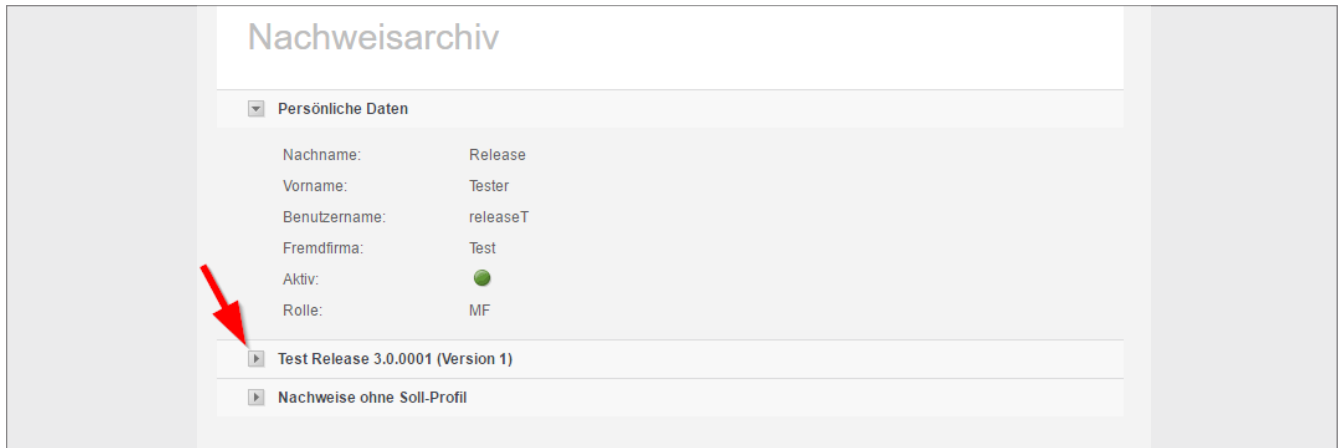 Nachweisarchiv
Persönliche Daten
Nachname: Release
Vorname: Tester
Benutzername: releaseT
Fremdfirma: Test
Aktiv:
Rolle: MF
Test Release 3.0.0001 (Version 1)
Nachweise ohne Soll-Profil